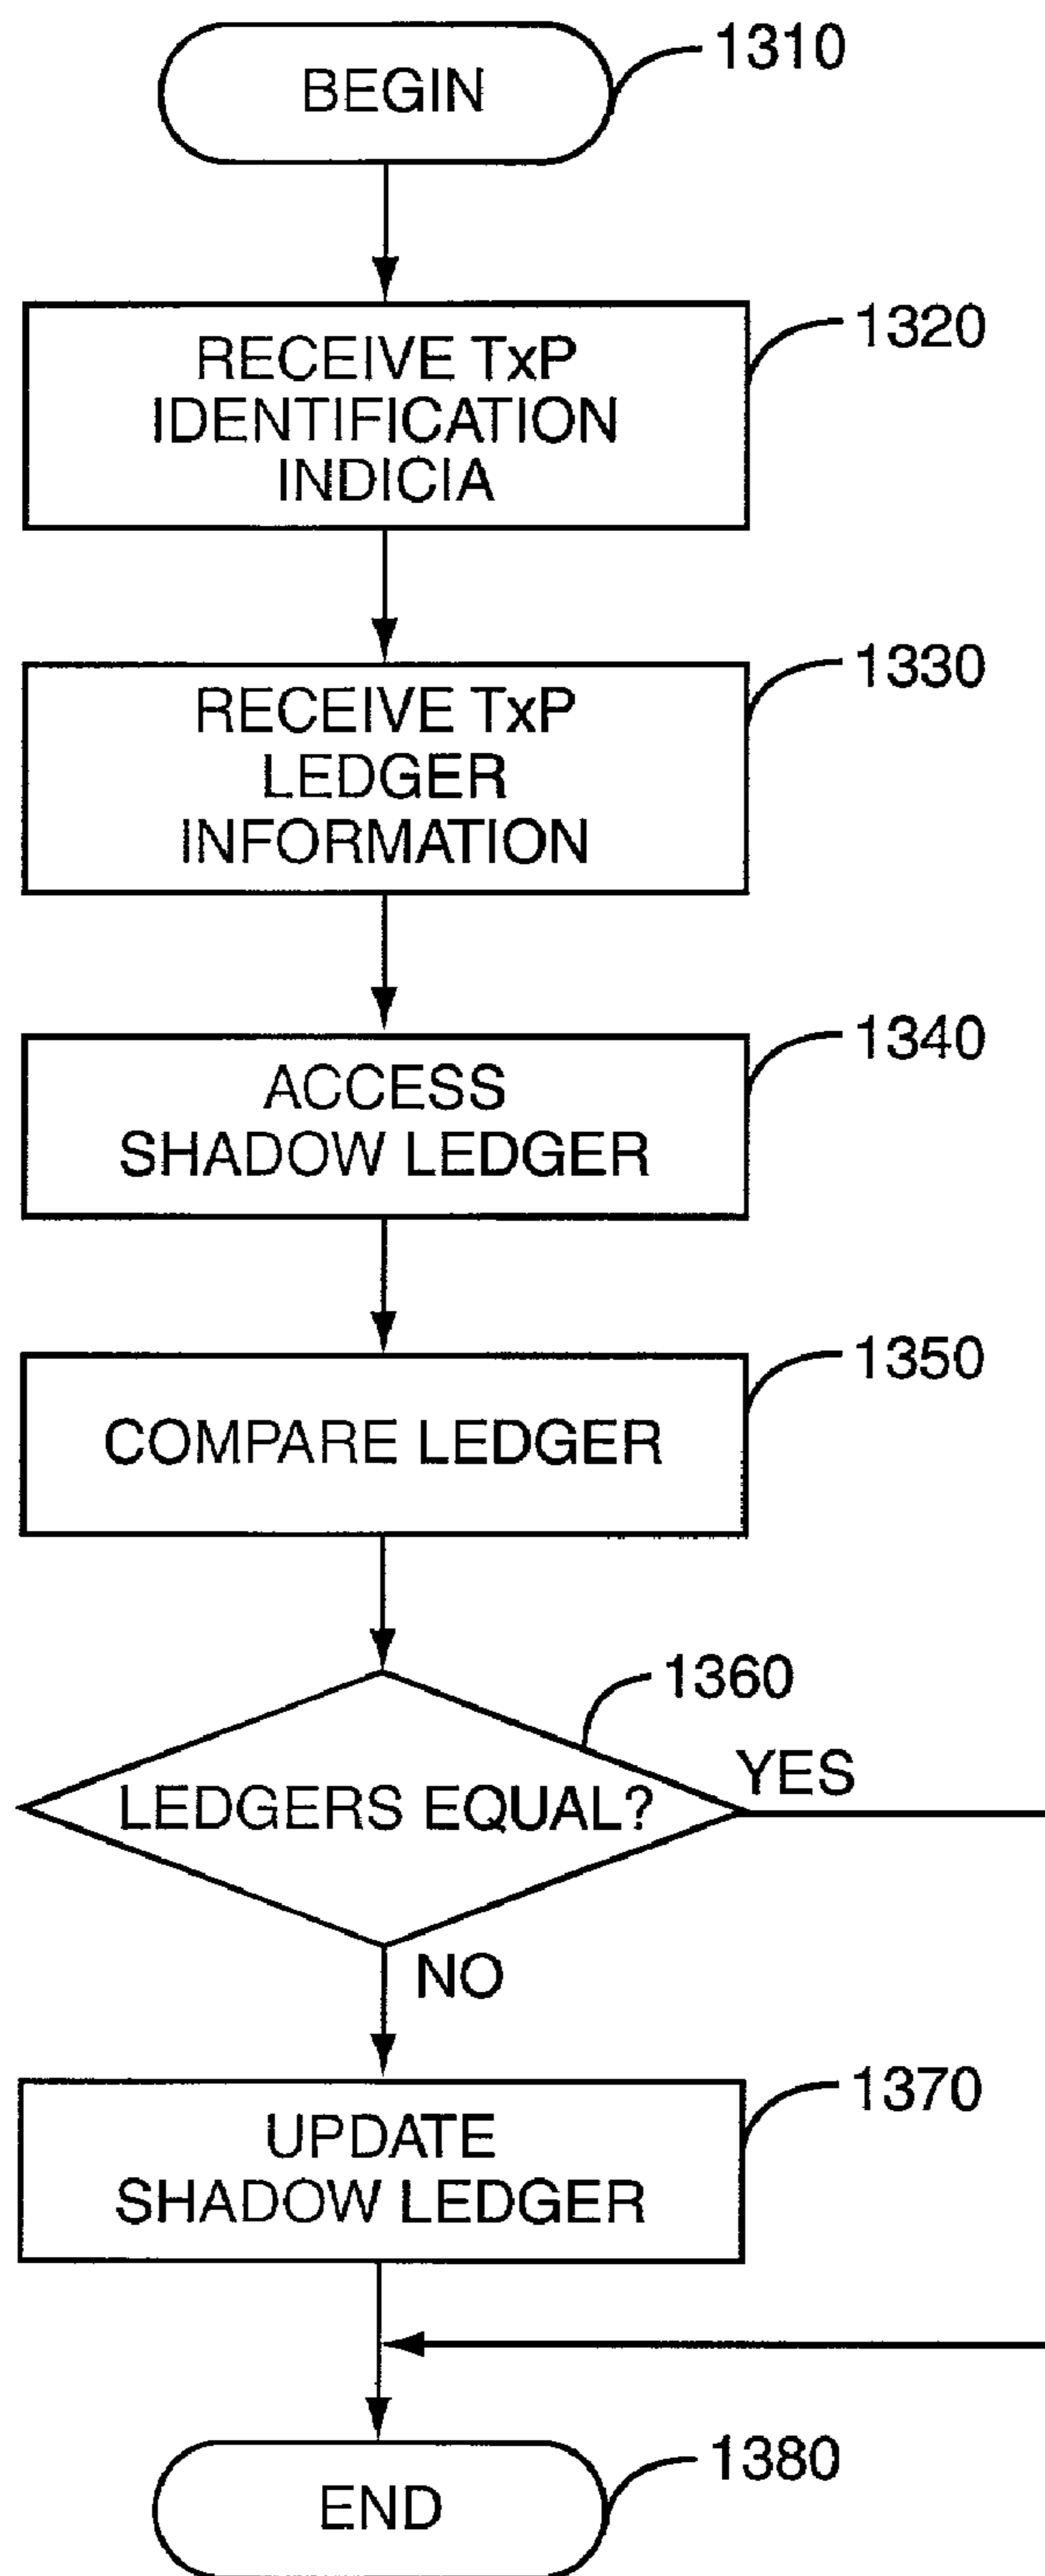 BEGIN
1310
RECEIVE TxP
IDENTIFICATION
INDICIA
1320
RECEIVE TxP
LEDGER
INFORMATION
1330
ACCESS
SHADOW LEDGER
1340
COMPARE LEDGER
1350
LEDGERS EQUAL?
1360
YES
NO
UPDATE
SHADOW LEDGER
1370
END
1380